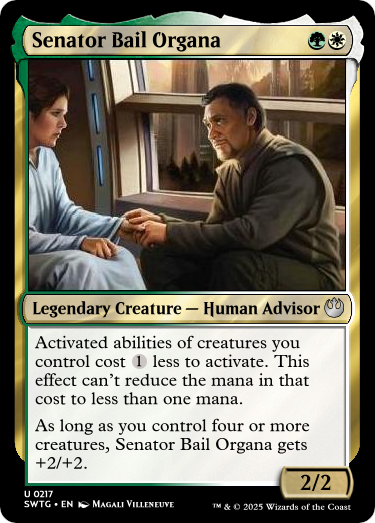 Senator Bail Organa
Legendary Creature — Human Advisor
Activated abilities of creatures you
control cost 1 less to activate. This
effect can't reduce the mana in that
cost to less than one mana.
As long as you control four or more
creatures, Senator Bail Organa gets
+2/+2.
2/2
U 0217
SWTG • EN Magali Villeneuve
™ & © 2025 Wizards of the Coast